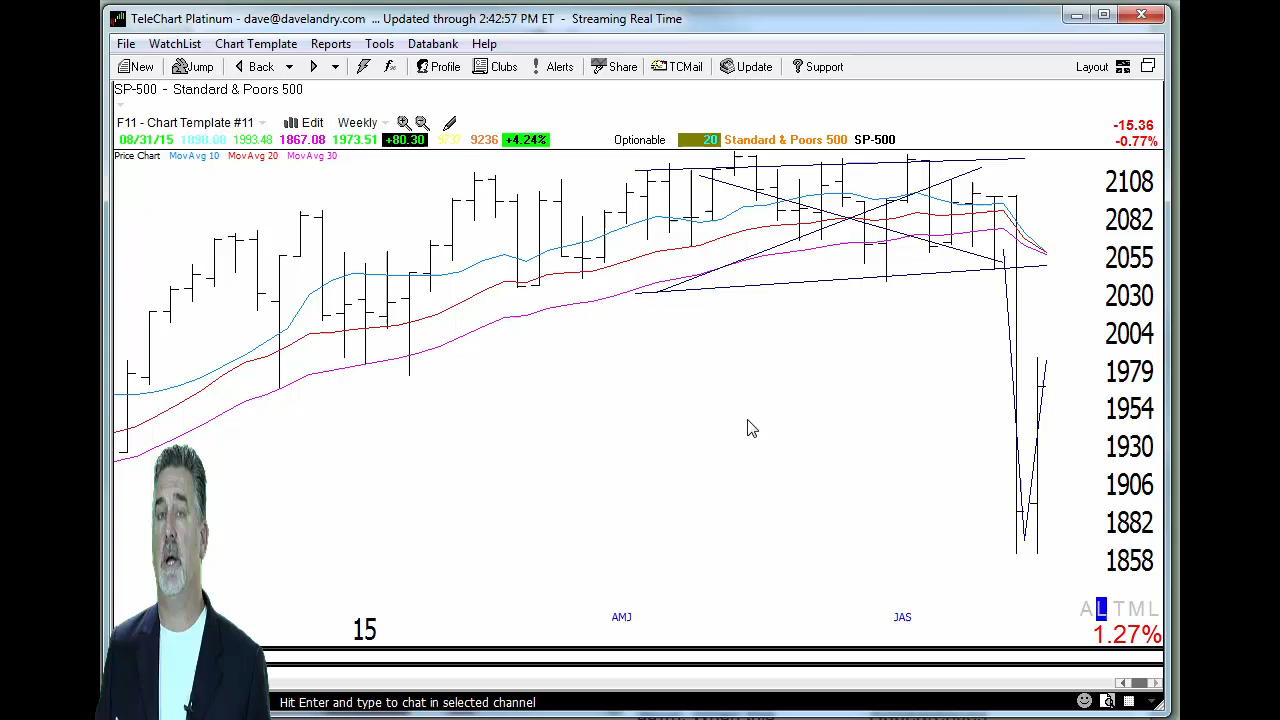 TeleChart Platinum - dave@davelandry.com ... Updated through 2:42:57 PM ET - Streaming Real Time
File WatchList Chart Template Reports Tools Databank Help
New Jump Back Profile Clubs Alerts Share TCMail Update Support Layout
SP-500 - Standard & Poors 500
F11 - Chart Template #11 Edit Weekly
08/31/15 1898.08 1993.48 1867.08 1973.51 +80.30 9737 9236 +4.24% Optionable 20 Standard & Poors 500 SP-500
-15.36
-0.77%
Price Chart MovAvg 10 MovAvg 20 MovAvg 30
2108
2082
2055
2030
2004
1979
1954
1930
1906
1882
1858
AMJ JAS
15
A L T M L
1.27%
Hit Enter and type to chat in selected channel